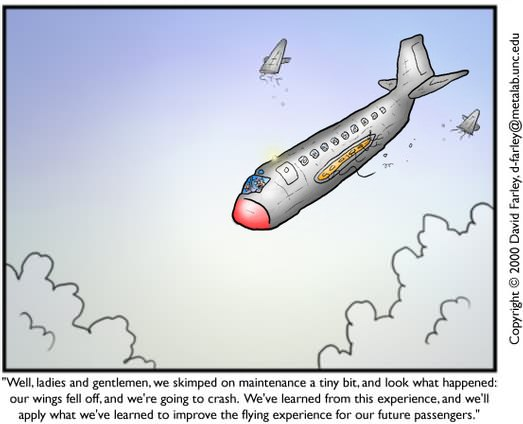 "Well, ladies and gentlemen, we skimped on maintenance a tiny bit, and look what happened:
our wings fell off, and we're going to crash. We've learned from this experience, and we'll
apply what we've learned to improve the flying experience for our future passengers."
Copyright © 2000 David Farley, d-farley@metalab.unc.edu